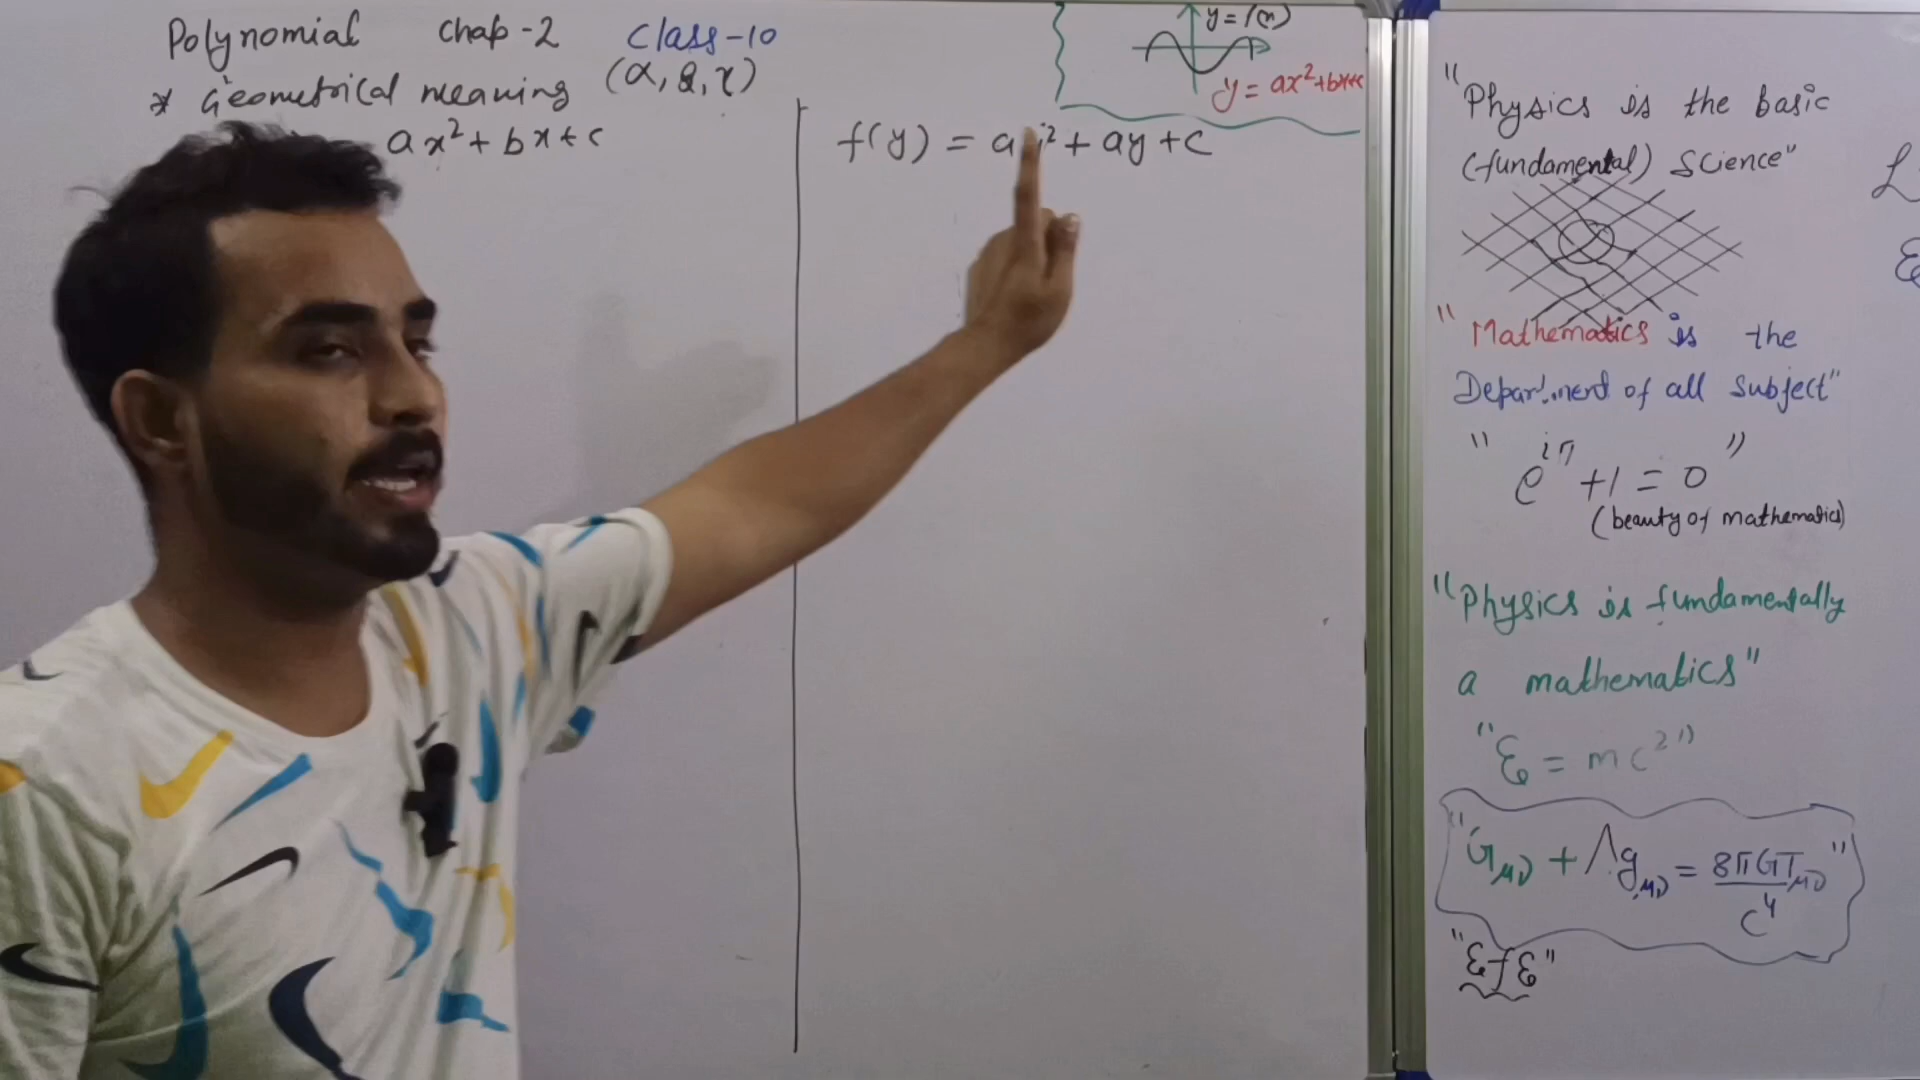 Polynomial Chap-2 Class-10
* Geometrical meaning (α, β, γ)
ax²+bx+c
y=f(x)
y=ax²+bx+c
f(y) = ay²+ay+c
"Physics is the basic
(fundamental) Science"
"Mathematics is the
Department of all subject"
"e^{iπ}+1=0"
(beauty of mathematics)
"Physics is fundamentally
a mathematics"
"E=mc²"
"Gμν+Λgμν=8πGTμν/c⁴"
"EfE"